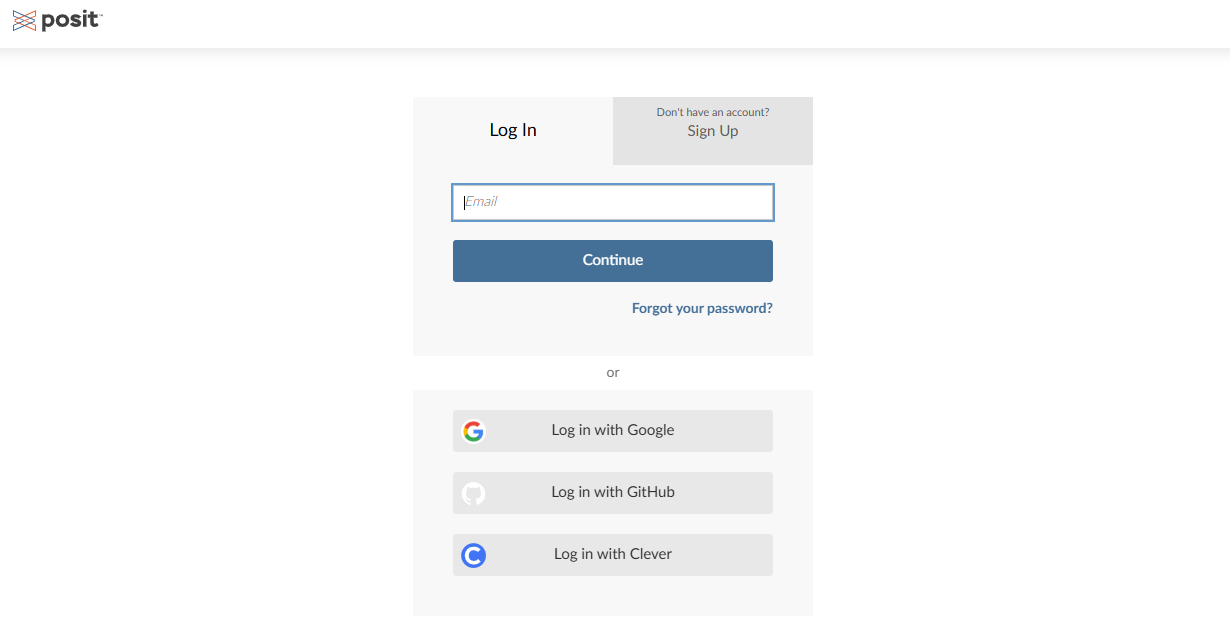 posit™
Log In
Don't have an account?
Sign Up
Email
Continue
Forgot your password?
or
Log in with Google
Log in with GitHub
Log in with Clever